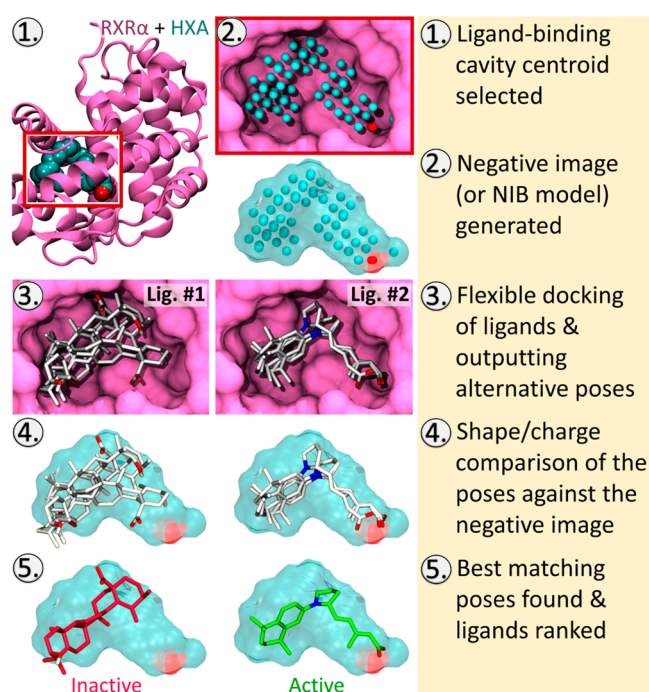 1.
RXRα + HXA
2.
3.
Lig. #1
Lig. #2
4.
5.
Inactive
Active
1. Ligand-binding
cavity centroid
selected
2. Negative image
(or NIB model)
generated
3. Flexible docking
of ligands &
outputting
alternative poses
4. Shape/charge
comparison of the
poses against the
negative image
5. Best matching
poses found &
ligands ranked